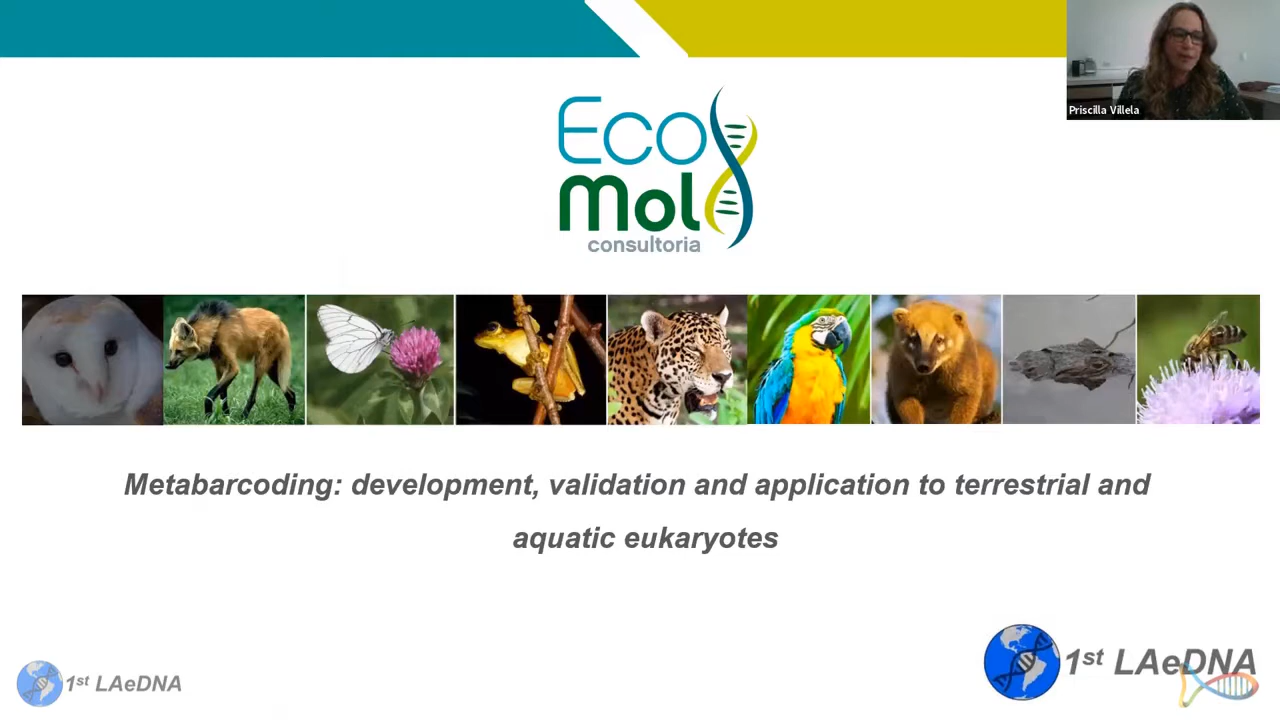 Priscilla Villela
Eco
Mol
consultoria
Metabarcoding: development, validation and application to terrestrial and
aquatic eukaryotes
1st LAeDNA
1st LAeDNA